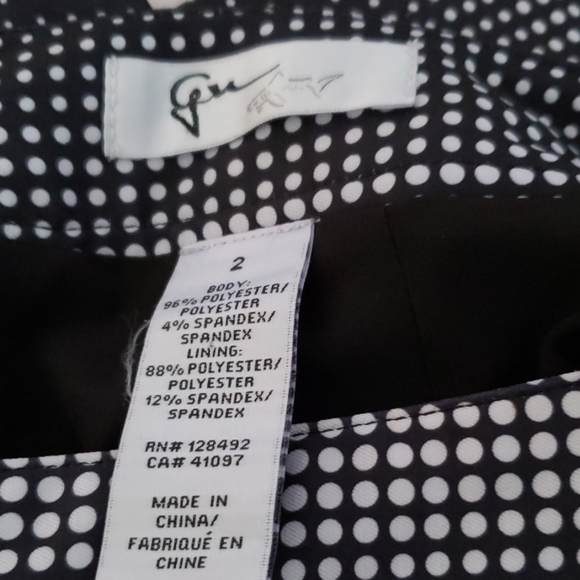 2
BODY:
96% POLYESTER/
POLYESTER
4% SPANDEX/
SPANDEX
LINING:
88% POLYESTER/
POLYESTER
12% SPANDEX/
SPANDEX
RN# 128492
CA# 41097
MADE IN
CHINA/
FABRIQUÉ EN
CHINE